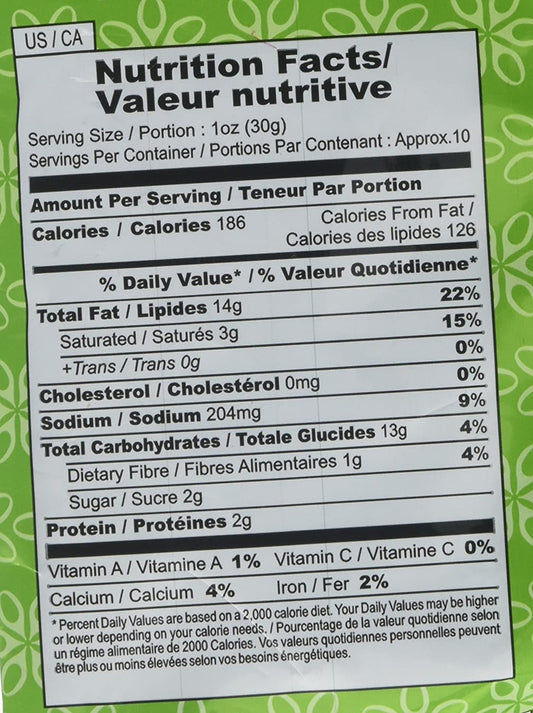 US / CA
Nutrition Facts/
Valeur nutritive
Serving Size / Portion : 1oz (30g)
Servings Per Container / Portions Par Contenant : Approx.10
Amount Per Serving / Teneur Par Portion
Calories / Calories 186 Calories From Fat /
Calories des lipides 126
% Daily Value* / % Valeur Quotidienne*
Total Fat / Lipides 14g 22%
Saturated / Saturés 3g 15%
+Trans / Trans 0g 0%
Cholesterol / Cholestérol 0mg 0%
Sodium / Sodium 204mg 9%
Total Carbohydrates / Totale Glucides 13g 4%
Dietary Fibre / Fibres Alimentaires 1g 4%
Sugar / Sucre 2g
Protein / Protéines 2g
Vitamin A / Vitamine A 1% Vitamin C / Vitamine C 0%
Calcium / Calcium 4% Iron / Fer 2%
* Percent Daily Values are based on a 2,000 calorie diet. Your Daily Values may be higher
or lower depending on your calorie needs. / Pourcentage de la valeur quotidienne selon
un régime alimentaire de 2000 Calories. Vos valeurs quotidiennes personnelles peuvent
être plus ou moins élevées selon vos besoins énergétiques.